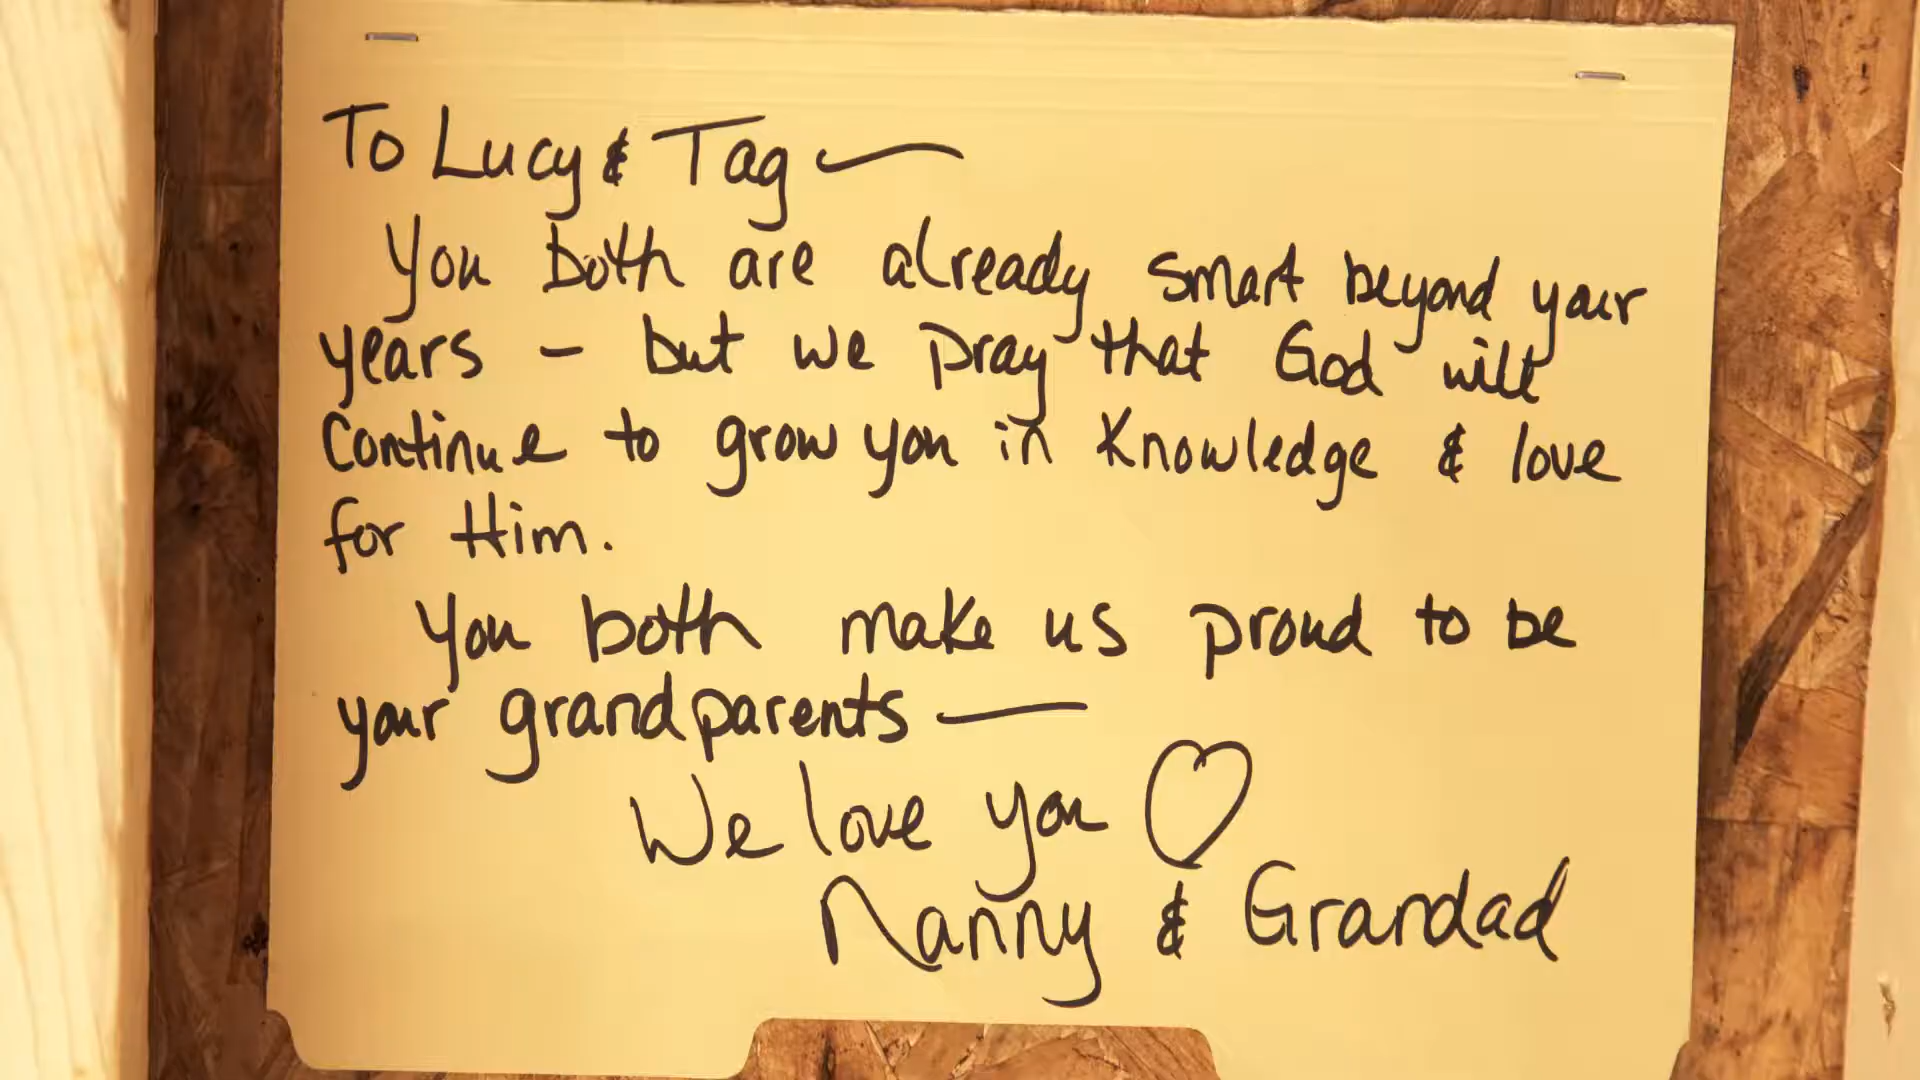 To Lucy & Tag —
You both are already smart beyond your
years - but we pray that God will
Continue to grow you in Knowledge & love
for Him.
You both make us proud to be
your grandparents —
We love you ♡
Nanny & Grandad